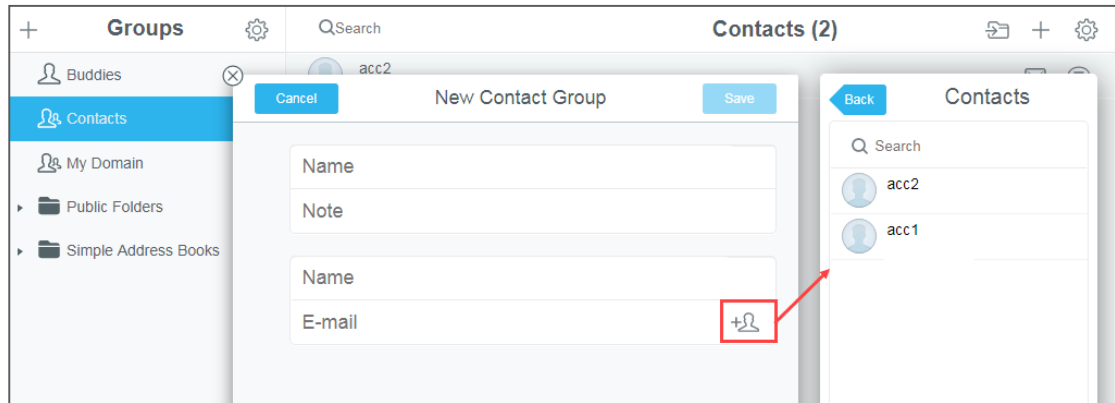 Groups
Search
Contacts (2)
Buddies
Contacts
My Domain
Public Folders
Simple Address Books
acc2
Cancel
New Contact Group
Save
Name
Note
Name
E-mail
Back
Contacts
Search
acc2
acc1